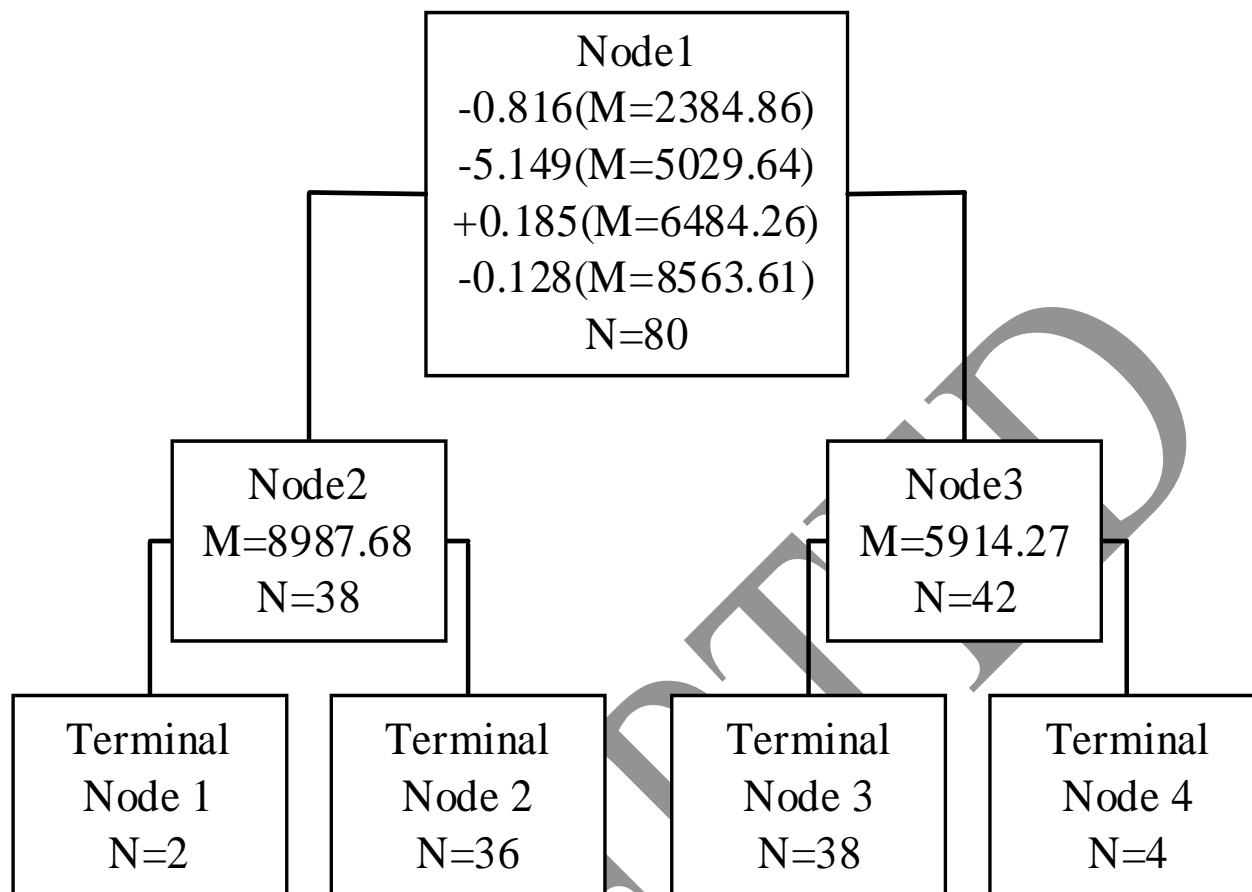 Node1
-0.816(M=2384.86)
-5.149(M=5029.64)
+0.185(M=6484.26)
-0.128(M=8563.61)
N=80
Node2
M=8987.68
N=38
Node3
M=5914.27
N=42
Terminal
Node 1
N=2
Terminal
Node 2
N=36
Terminal
Node 3
N=38
Terminal
Node 4
N=4